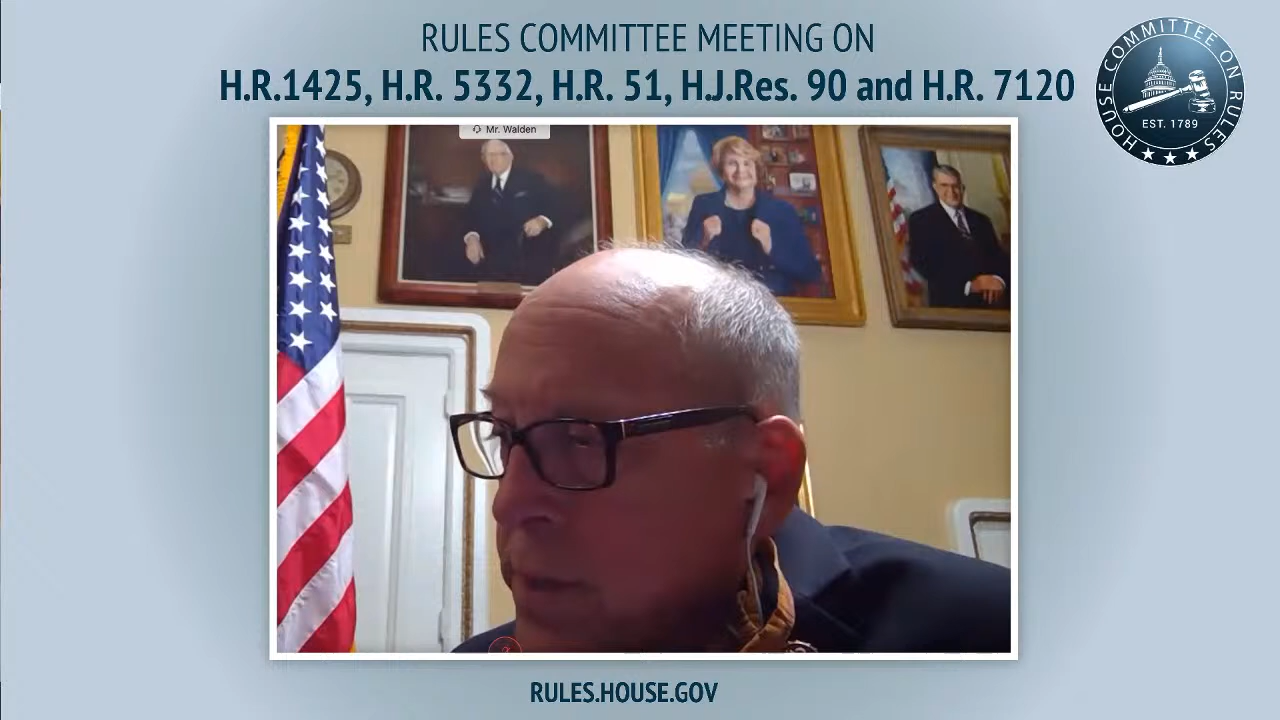 RULES COMMITTEE MEETING ON
H.R.1425, H.R. 5332, H.R. 51, H.J.Res. 90 and H.R. 7120
HOUSE COMMITTEE ON RULES
EST. 1789
Mr. Walden
RULES.HOUSE.GOV